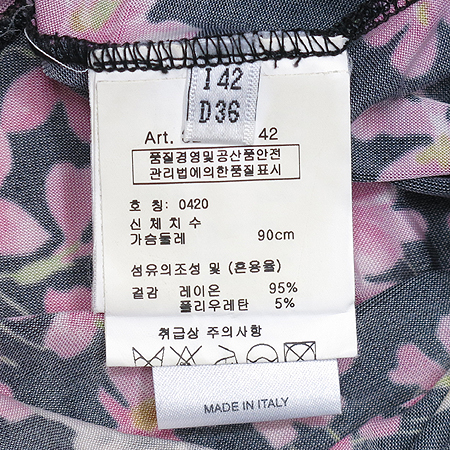 I 42
D36
Art. 42
품질경영및공산품안전
관리법에의한품질표시
호 칭: 0420
신 체 치 수
가슴둘레 90cm
섬유의조성 및 (혼용율)
겉감 레이온 95%
폴리우레탄 5%
취급상 주의사항
MADE IN ITALY